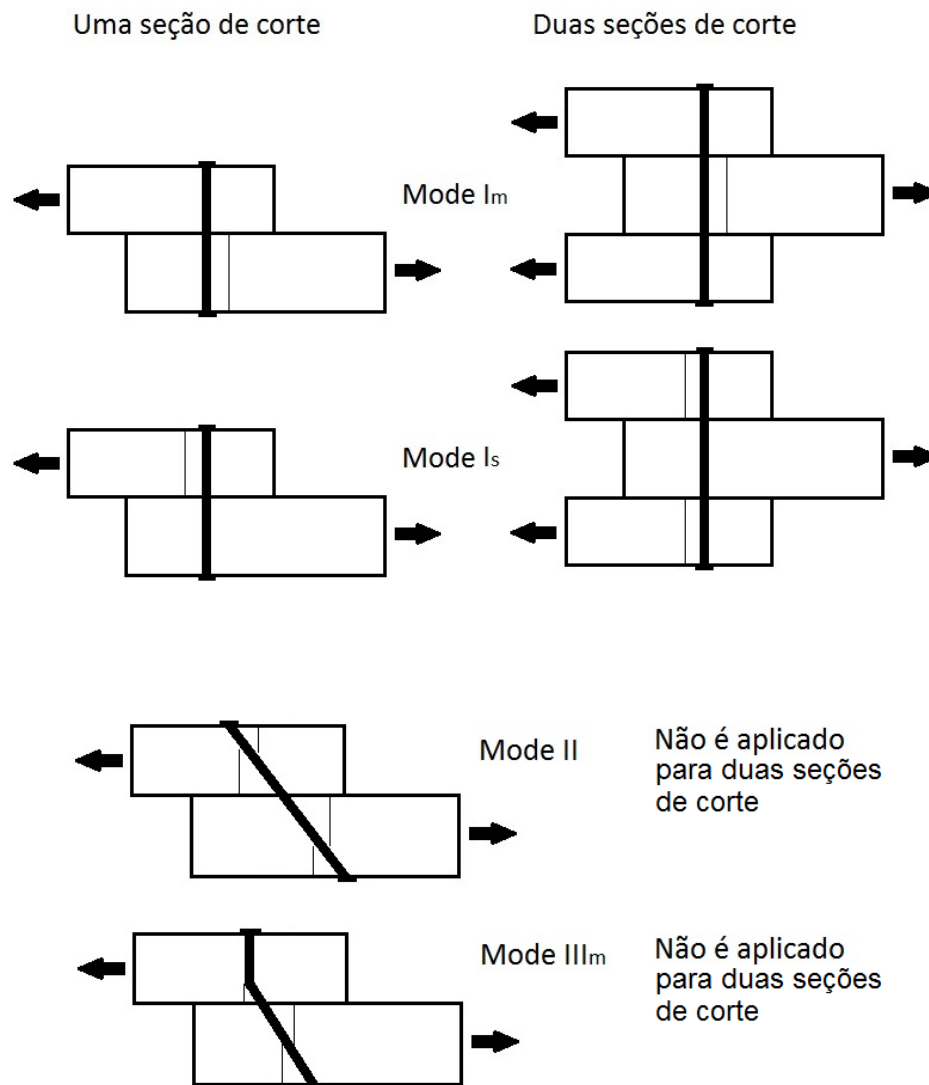 Uma seção de corte
Duas seções de corte
Mode Im
Mode Is
Mode II
Não é aplicado
para duas seções
de corte
Mode IIIm
Não é aplicado
para duas seções
de corte